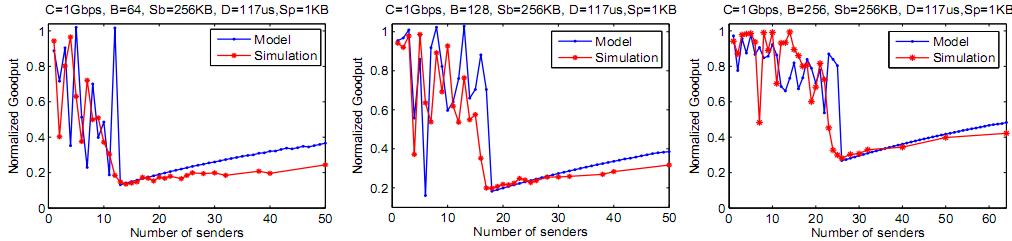 C=1Gbps, B=64, Sb=256KB, D=117us,Sp=1KB
Normalized Goodput
1
0.8
0.6
0.4
0.2
0
0
10
20
30
40
50
Number of senders
Model
Simulation
C=1Gbps, B=128, Sb=256KB, D=117us,Sp=1KB
Normalized Goodput
1
0.8
0.6
0.4
0.2
0
10
20
30
40
50
Number of senders
Model
Simulation
C=1Gbps, B=256, Sb=256KB, D=117us,Sp=1KB
Normalized Goodput
1
0.8
0.6
0.4
0.2
0
0
10
20
30
40
50
60
Number of senders
Model
Simulation